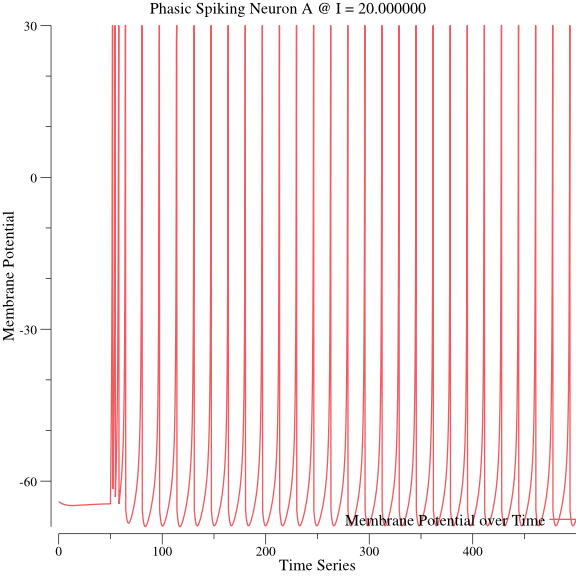 Phasic Spiking Neuron A @ I = 20.000000
30
0
-30
-60
Membrane Potential
Membrane Potential over Time
0 100 200 300 400
Time Series